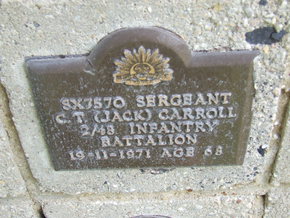 SX7570 SERGEANT
C.T. (JACK) CARROLL
2/48 INFANTRY
BATTALION
19-11-1971 AGE 68